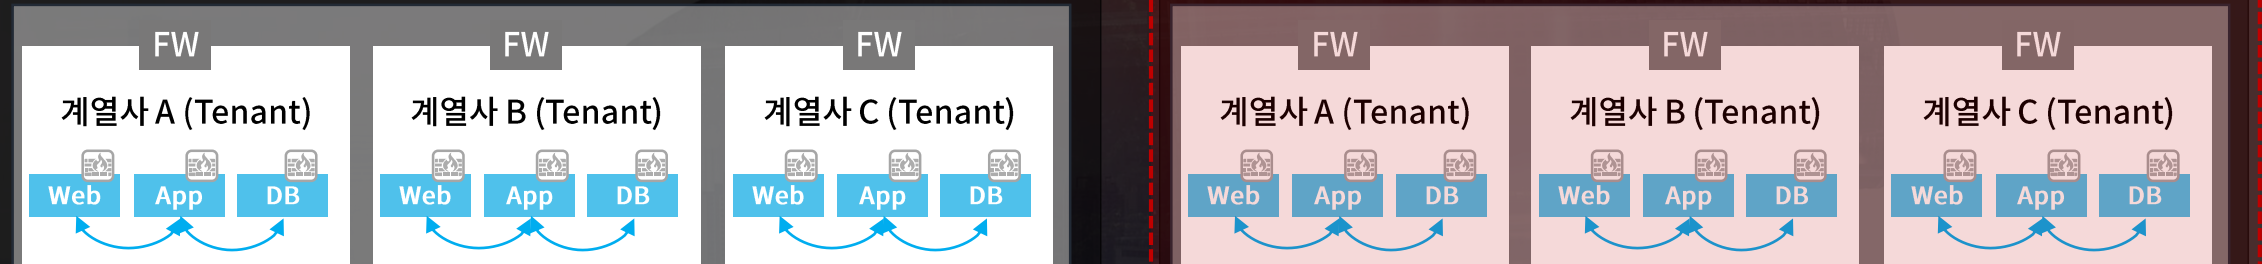 FW FW FW FW FW FW
계열사 A (Tenant) 계열사 B (Tenant) 계열사 C (Tenant) 계열사 A (Tenant) 계열사 B (Tenant) 계열사 C (Tenant)
Web App DB Web App DB Web App DB Web App DB Web App DB Web App DB